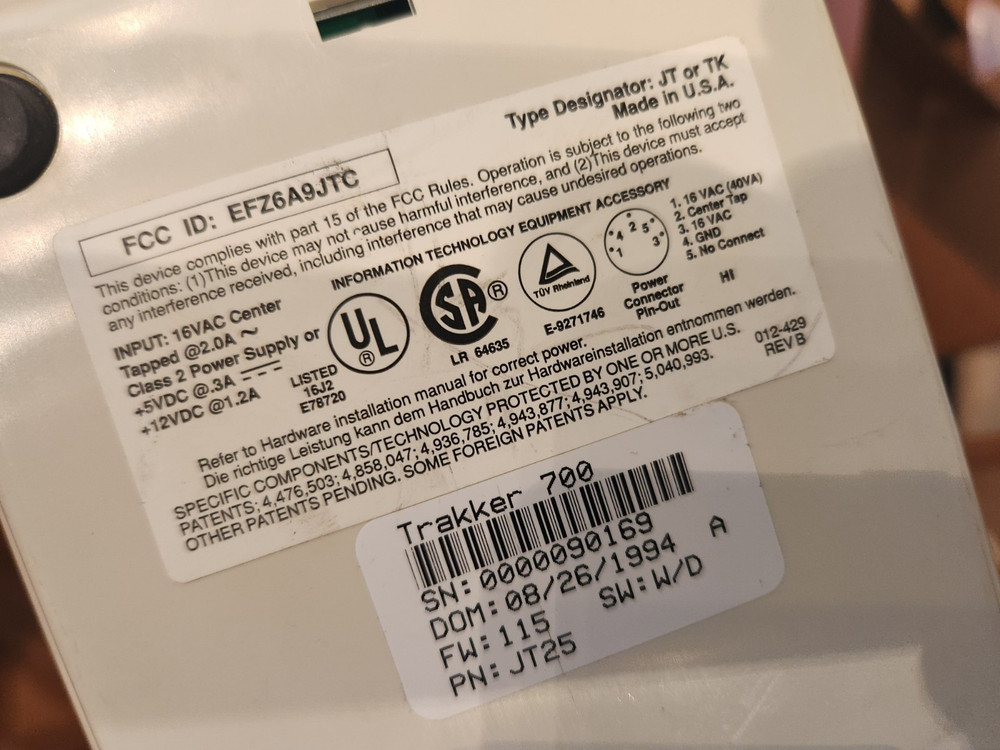 Type Designator: JT or TK
Made in U.S.A.
FCC ID: EFZ6A9JTC
This device complies with part 15 of the FCC Rules. Operation is subject to the following two
conditions: (1)This device may not cause harmful interference, and (2)This device must accept
any interference received, including interference that may cause undesired operations.
INFORMATION TECHNOLOGY EQUIPMENT ACCESSORY
INPUT: 16VAC Center
Tapped @2.0A ~
Class 2 Power Supply or
+5VDC @.3A
+12VDC @1.2A
UL ®
LISTED
16J2
E78720
SA ®
LR 64635
TÜV Rheinland
E-9271746
4 2 5
1 3
Power
Connector
Pin-Out
1. 16 VAC (40VA)
2. Center Tap
3. 16 VAC
4. GND
5. No Connect
HI
Refer to Hardware installation manual for correct power.
Die richtige Leistung kann dem Handbuch zur Hardwareinstallation entnommen werden.
SPECIFIC COMPONENTS/TECHNOLOGY PROTECTED BY ONE OR MORE U.S.
PATENTS; 4,476,503; 4,858,047; 4,936,785; 4,943,877; 4,943,907; 5,040,993.
OTHER PATENTS PENDING. SOME FOREIGN PATENTS APPLY.
012-429
REV B
Trakker 700
SN: 0000090169
DOM: 08/26/1994 A
FW: 115 SW: W/D
PN: JT25